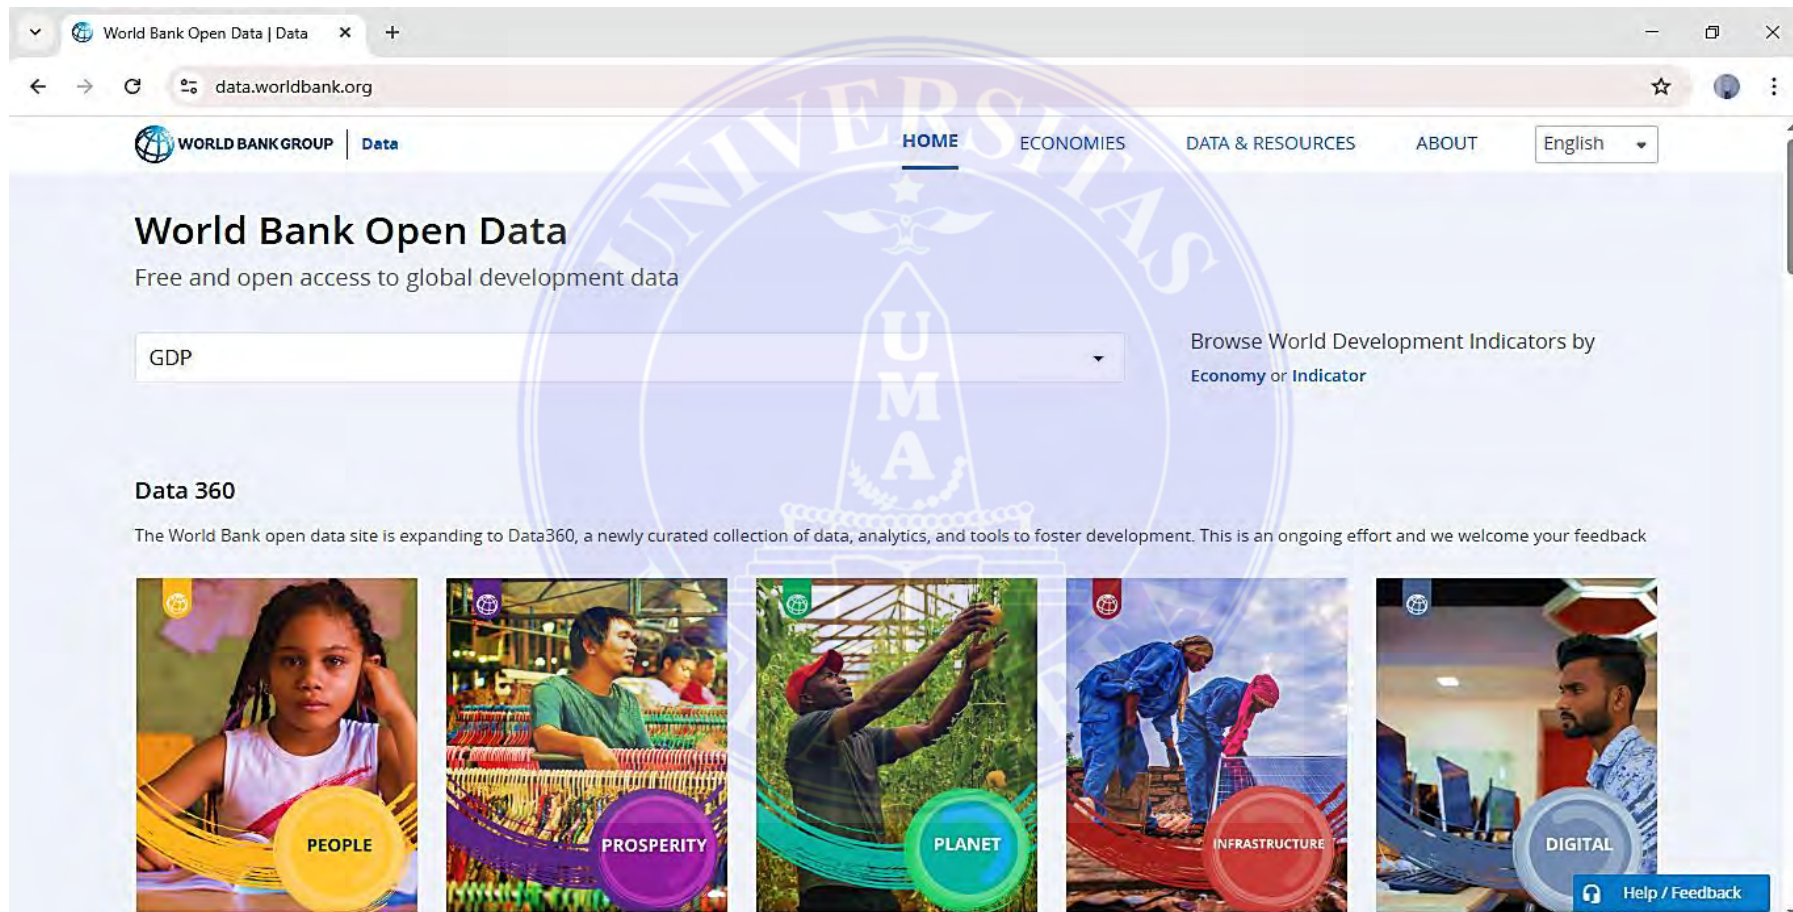 World Bank Open Data | Data
data.worldbank.org
WORLD BANK GROUP | Data
HOME ECONOMIES DATA & RESOURCES ABOUT English
World Bank Open Data
Free and open access to global development data
GDP
Browse World Development Indicators by
Economy or Indicator
Data 360
The World Bank open data site is expanding to Data360, a newly curated collection of data, analytics, and tools to foster development. This is an ongoing effort and we welcome your feedback
PEOPLE PROSPERITY PLANET INFRASTRUCTURE DIGITAL
Help / Feedback
UNIVERSITAS
UMA